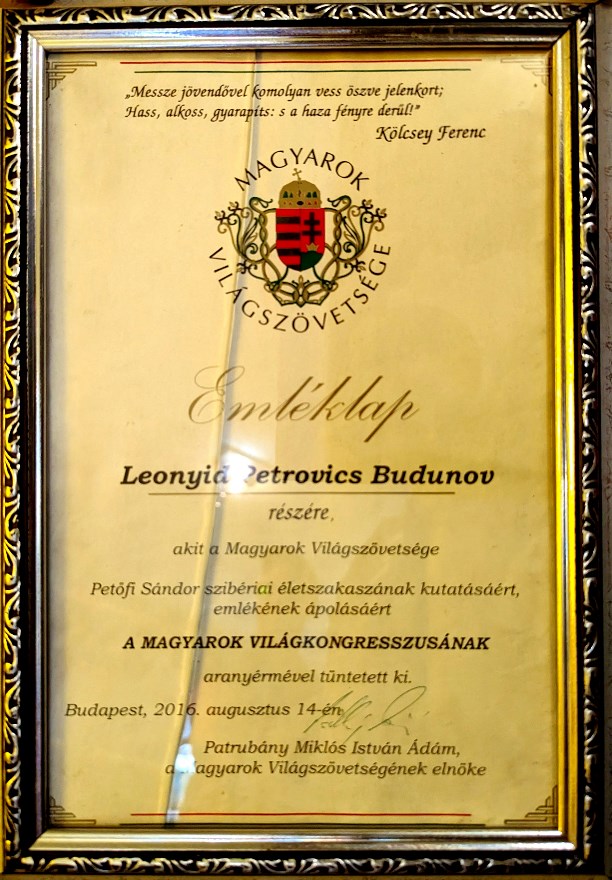 „Messze jövendővel komolyan vess öszve jelenkort;
Hass, alkoss, gyarapíts: s a haza fényre derül!”
Kölcsey Ferenc
MAGYAROK
VILÁGSZÖVETSÉGE
Emléklap
Leonyid Petrovics Budunov
részére,
akit a Magyarok Világszövetsége
Petőfi Sándor szibériai életszakaszának kutatásáért,
emlékének ápolásáért
A MAGYAROK VILÁGKONGRESSZUSÁNAK
aranyérmével tüntetett ki.
Budapest, 2016. augusztus 14-én
Patrubány Miklós István Ádám,
a Magyarok Világszövetségének elnöke